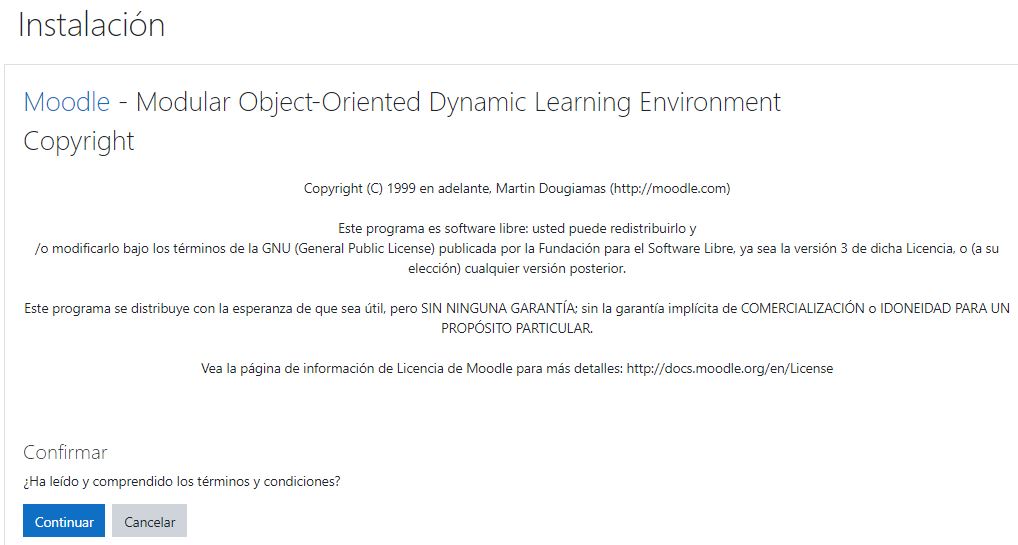 Instalación
Moodle - Modular Object-Oriented Dynamic Learning Environment
Copyright
Copyright (C) 1999 en adelante, Martin Dougiamas (http://moodle.com)
Este programa es software libre: usted puede redistribuirlo y
/o modificarlo bajo los términos de la GNU (General Public License) publicada por la Fundación para el Software Libre, ya sea la versión 3 de dicha Licencia, o (a su
elección) cualquier versión posterior.
Este programa se distribuye con la esperanza de que sea útil, pero SIN NINGUNA GARANTÍA; sin la garantía implícita de COMERCIALIZACIÓN o IDONEIDAD PARA UN
PROPÓSITO PARTICULAR.
Vea la página de información de Licencia de Moodle para más detalles: http://docs.moodle.org/en/License
Confirmar
¿Ha leído y comprendido los términos y condiciones?
Continuar Cancelar